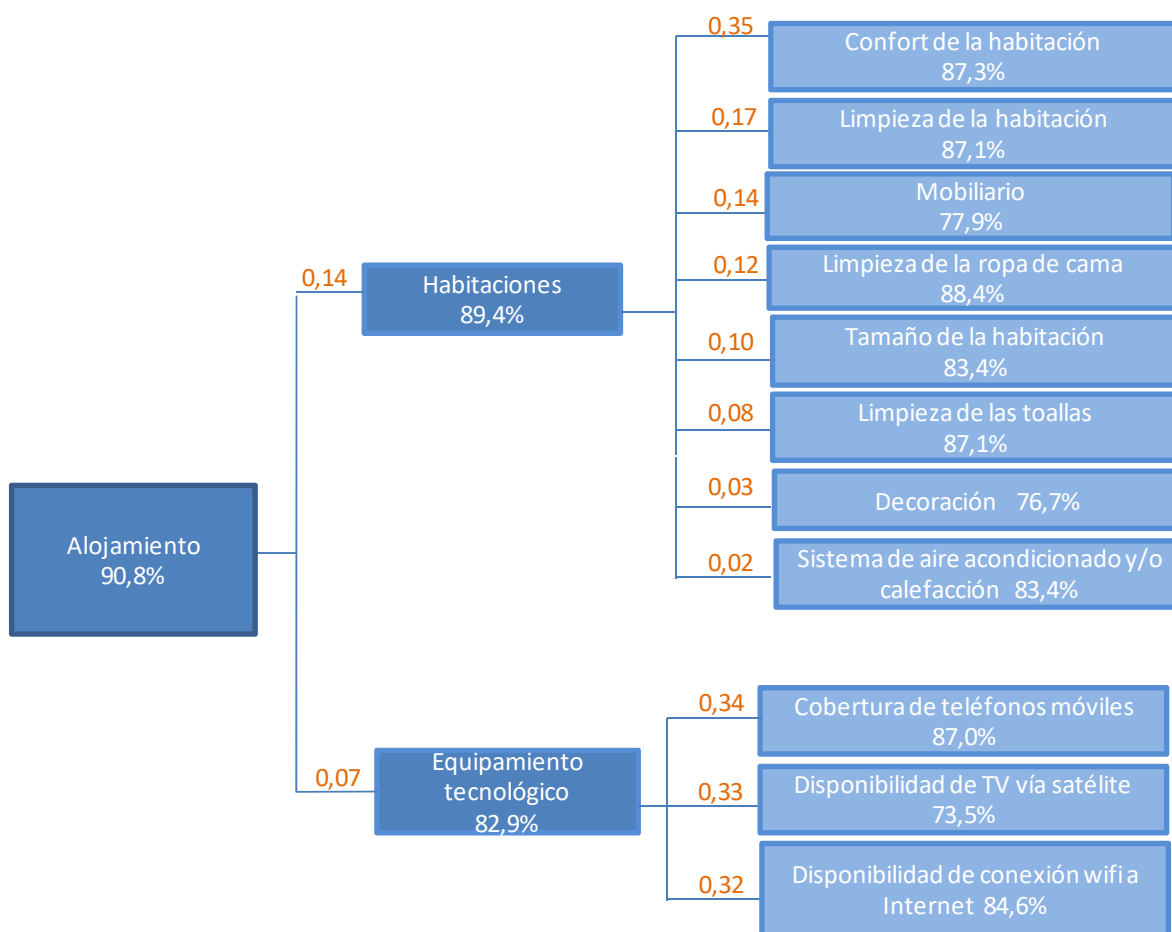 Alojamiento
90,8%
0,14
Habitaciones
89,4%
0,35
Confort de la habitación
87,3%
0,17
Limpieza de la habitación
87,1%
0,14
Mobiliario
77,9%
0,12
Limpieza de la ropa de cama
88,4%
0,10
Tamaño de la habitación
83,4%
0,08
Limpieza de las toallas
87,1%
0,03
Decoración 76,7%
0,02
Sistema de aire acondicionado y/o
calefacción 83,4%
0,07
Equipamiento
tecnológico
82,9%
0,34
Cobertura de teléfonos móviles
87,0%
0,33
Disponibilidad de TV vía satélite
73,5%
0,32
Disponibilidad de conexión wifi a
Internet 84,6%